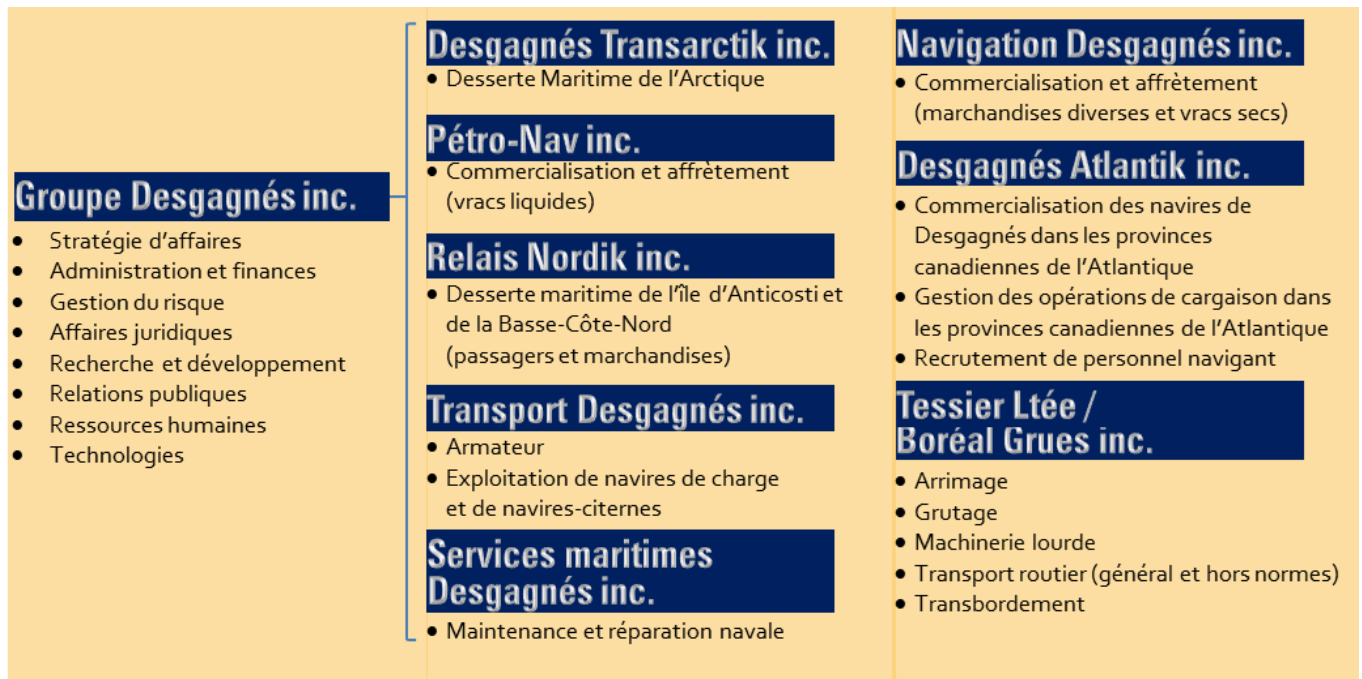 Groupe Desgagnés inc.
• Stratégie d'affaires
• Administration et finances
• Gestion du risque
• Affaires juridiques
• Recherche et développement
• Relations publiques
• Ressources humaines
• Technologies
Desgagnés Transarctik inc.
• Desserte Maritime de l'Arctique
Pétro-Nav inc.
• Commercialisation et affrètement
(vracs liquides)
Relais Nordik inc.
• Desserte maritime de l'île d'Anticosti et
de la Basse-Côte-Nord
(passagers et marchandises)
Transport Desgagnés inc.
• Armateur
• Exploitation de navires de charge
et de navires-citernes
Services maritimes
Desgagnés inc.
• Maintenance et réparation navale
Navigation Desgagnés inc.
• Commercialisation et affrètement
(marchandises diverses et vracs secs)
Desgagnés Atlantik inc.
• Commercialisation des navires de
Desgagnés dans les provinces
canadiennes de l'Atlantique
• Gestion des opérations de cargaison dans
les provinces canadiennes de l'Atlantique
• Recrutement de personnel navigant
Tessier Ltée /
Boréal Grues inc.
• Arrimage
• Grutage
• Machinerie lourde
• Transport routier (général et hors normes)
• Transbordement